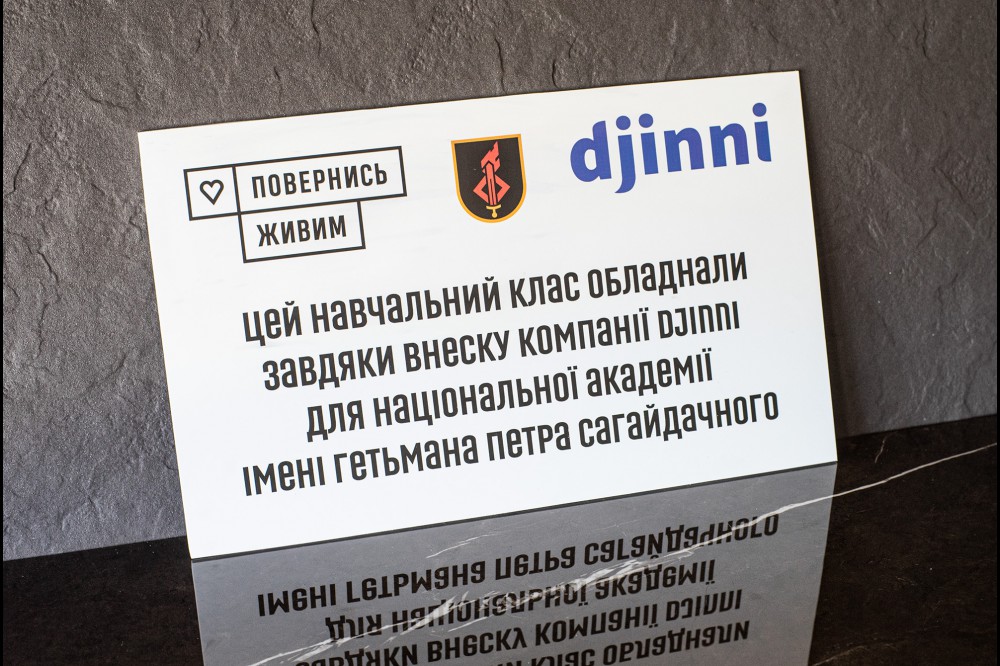 ПОВЕРНИСЬ
ЖИВИМ
djinni
ЦЕЙ НАВЧАЛЬНИЙ КЛАС ОБЛАДНАЛИ
ЗАВДЯКИ ВНЕСКУ КОМПАНІЇ DJINNI
ДЛЯ НАЦІОНАЛЬНОЇ АКАДЕМІЇ
ІМЕНІ ГЕТЬМАНА ПЕТРА САГАЙДАЧНОГО